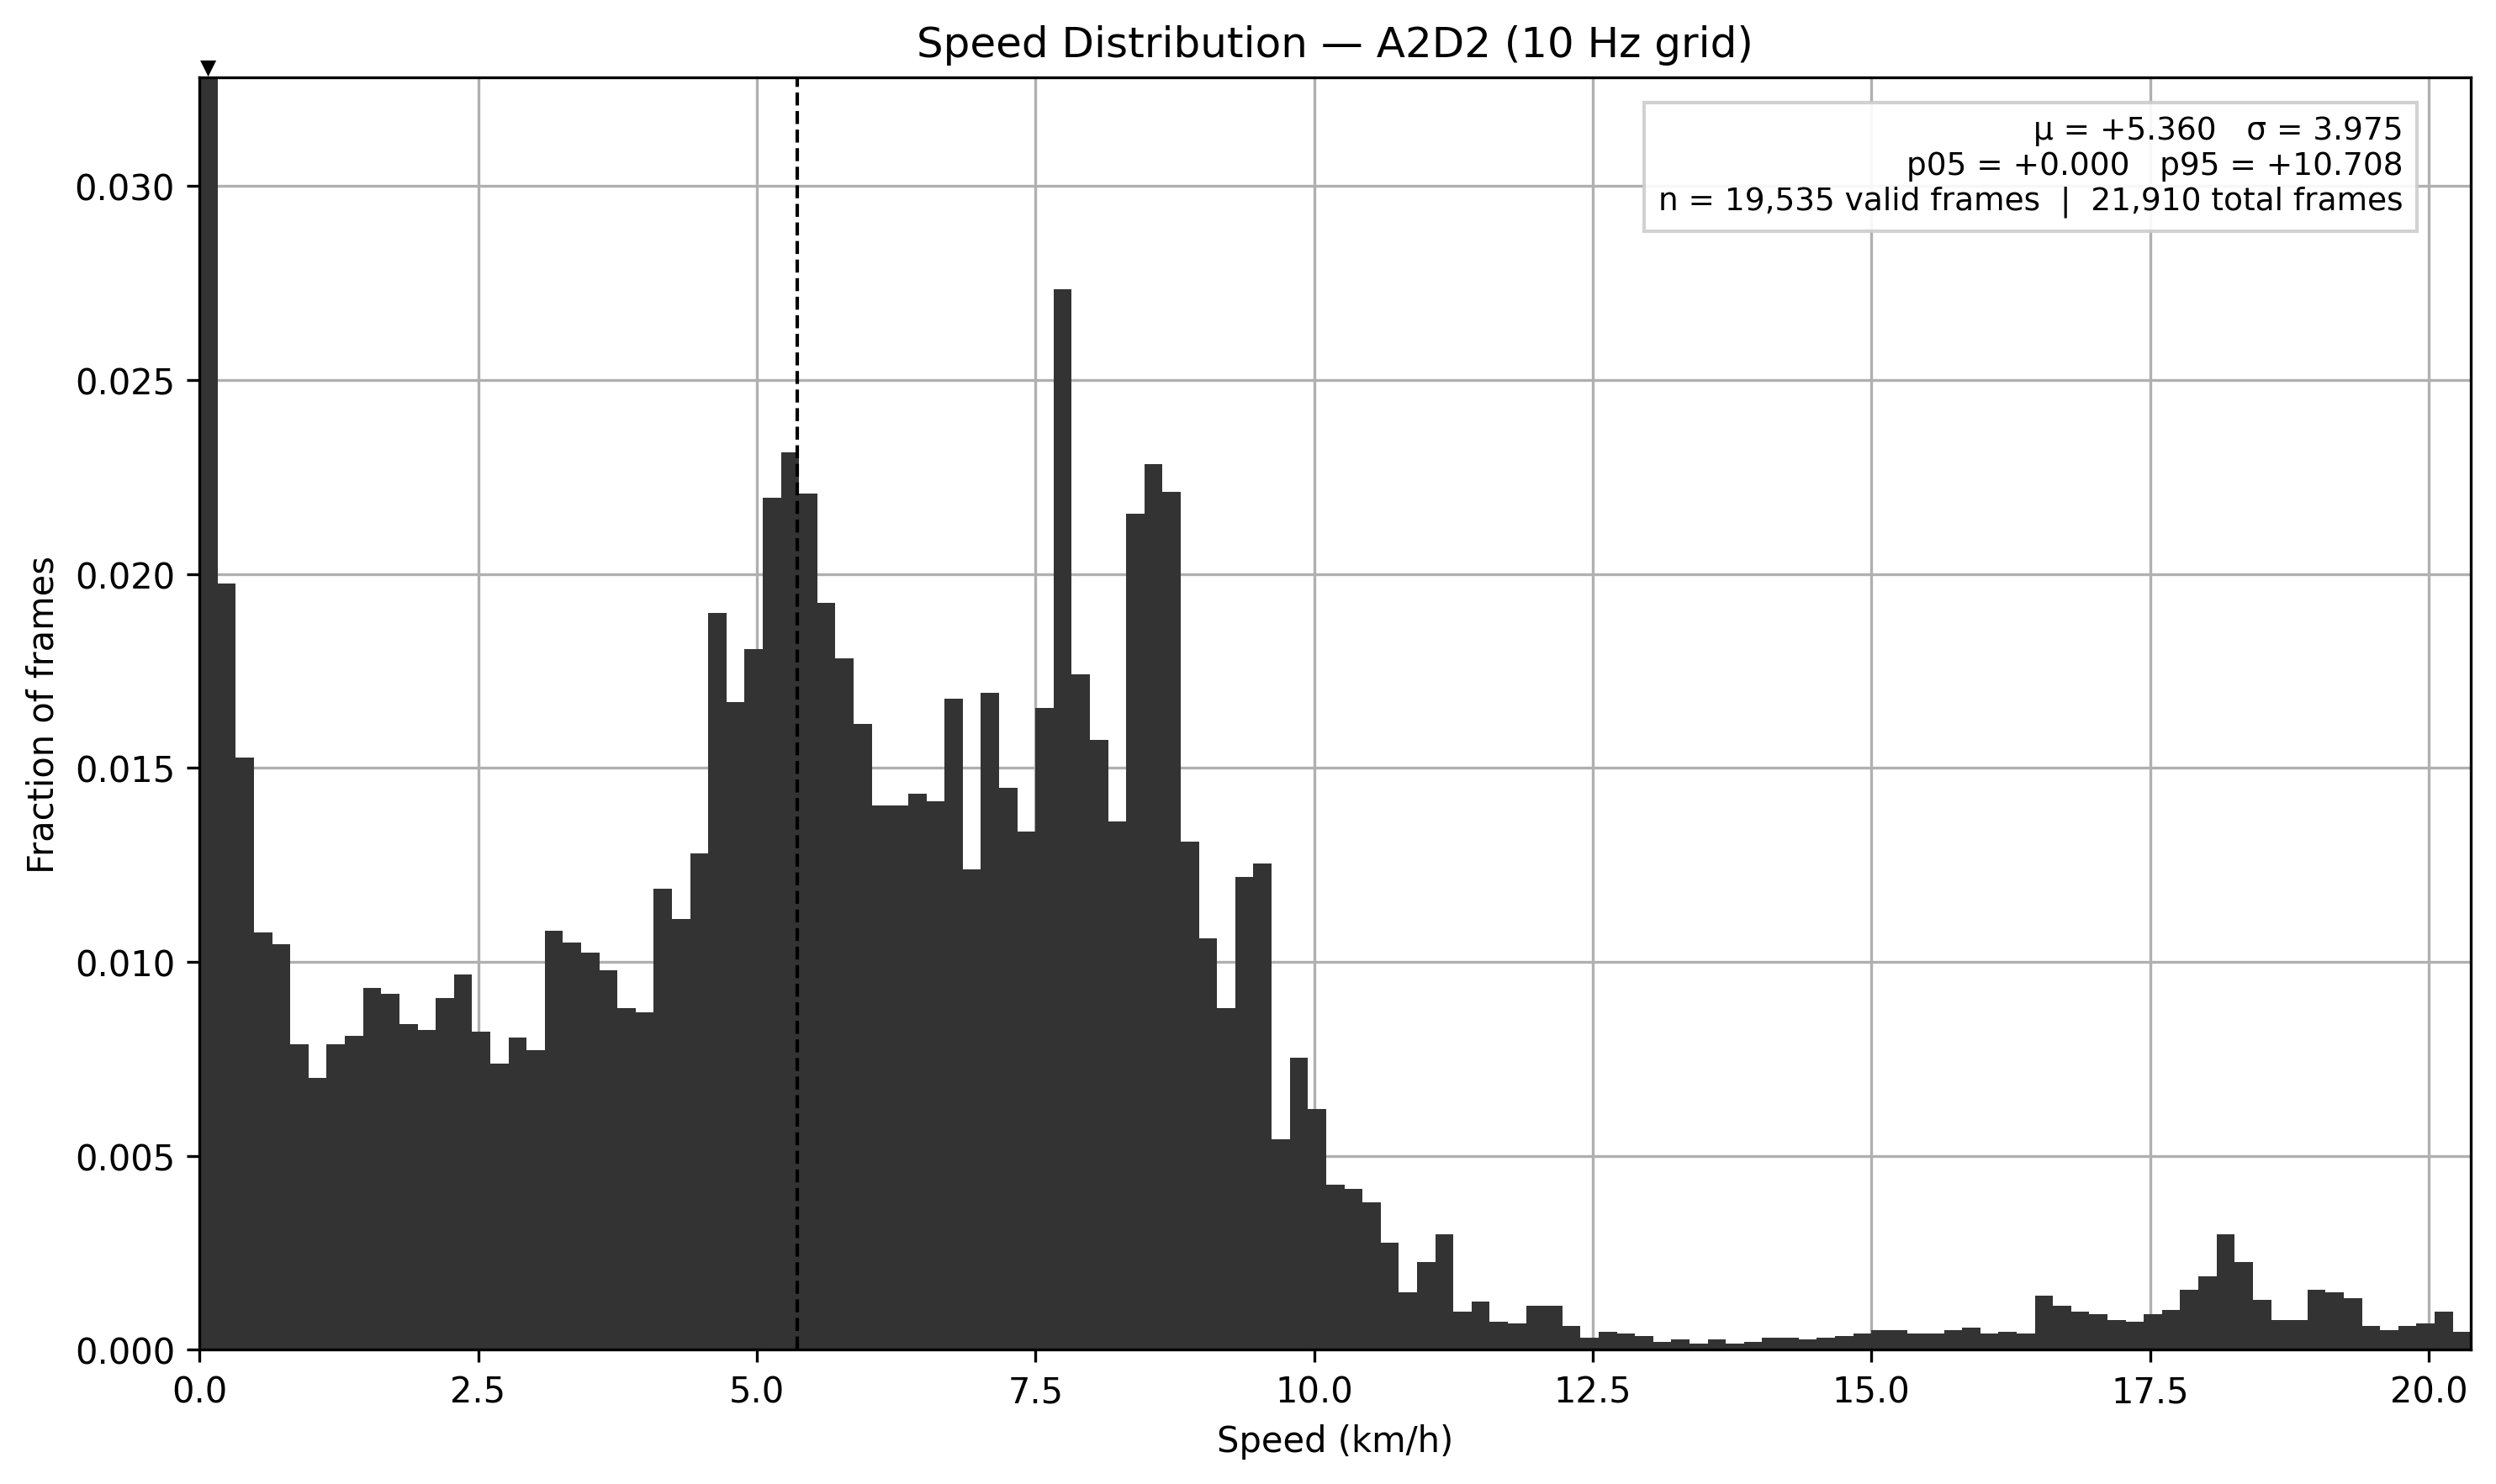 Speed Distribution — A2D2 (10 Hz grid)
μ = +5.360   σ = 3.975
p05 = +0.000   p95 = +10.708
n = 19,535 valid frames  |  21,910 total frames
Fraction of frames
0.030
0.025
0.020
0.015
0.010
0.005
0.000
0.0 2.5 5.0 7.5 10.0 12.5 15.0 17.5 20.0
Speed (km/h)